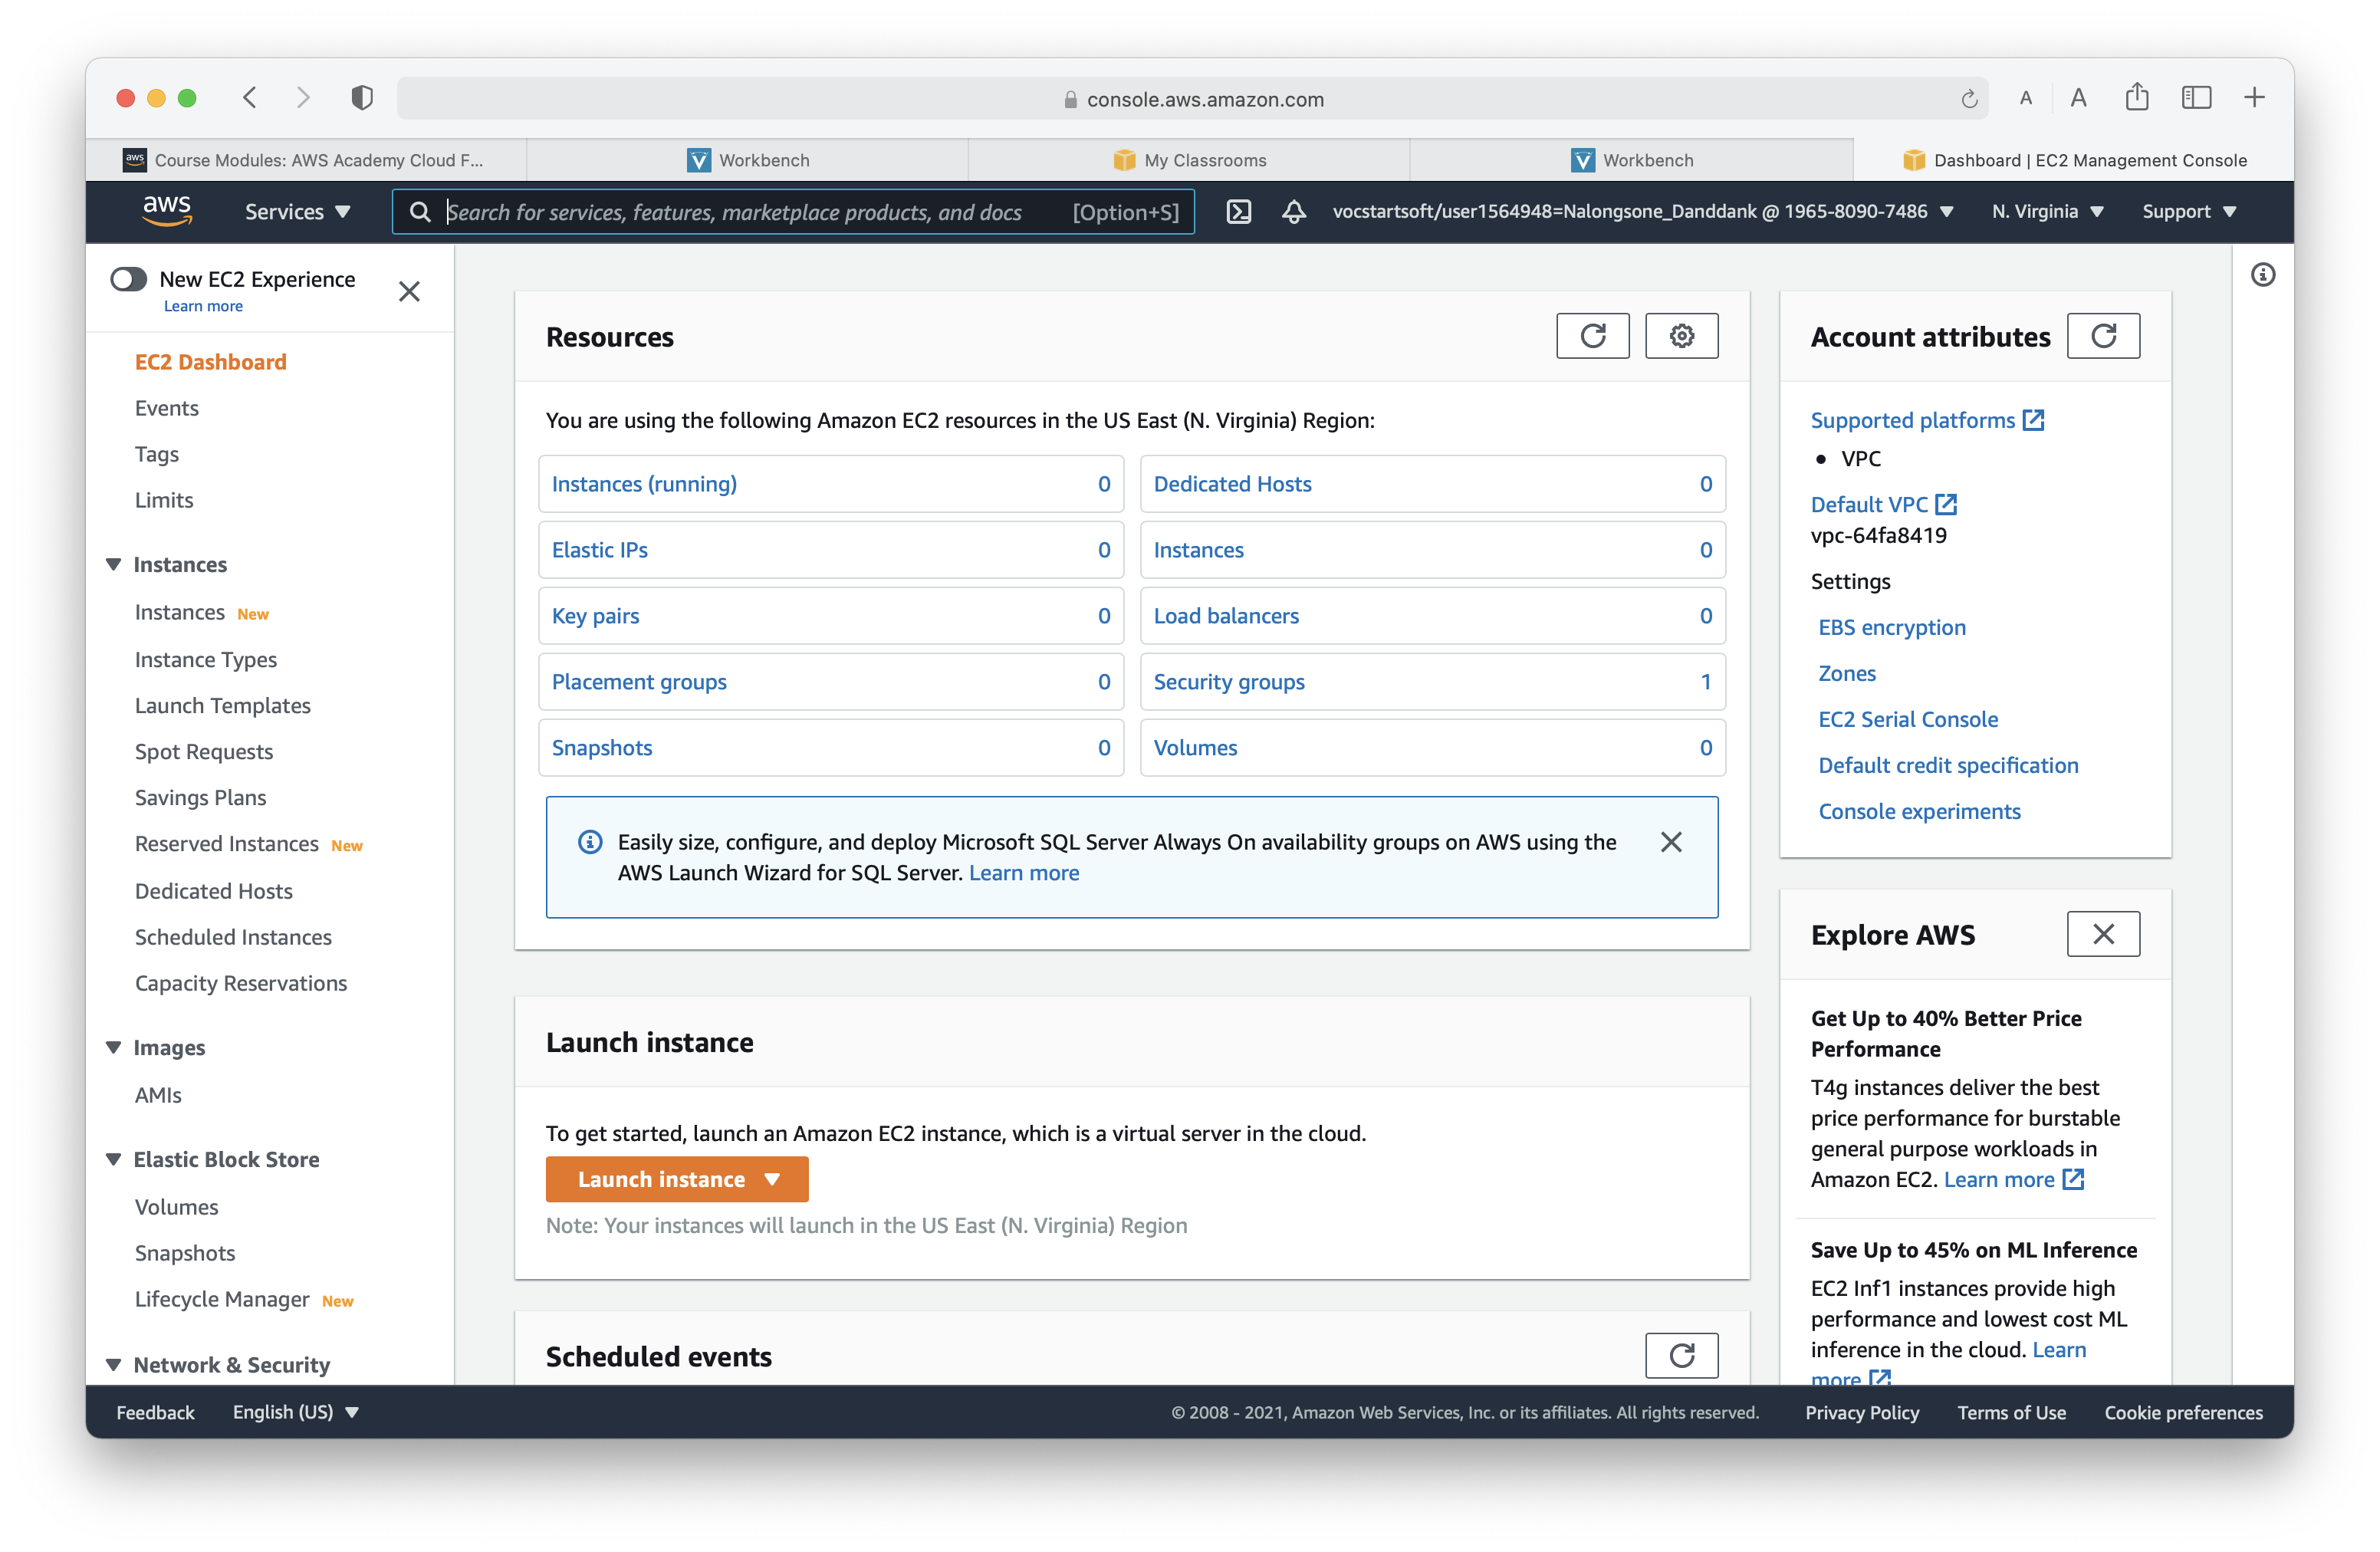 console.aws.amazon.com
A A
aws Course Modules: AWS Academy Cloud F...
V Workbench
My Classrooms
V Workbench
Dashboard | EC2 Management Console
aws
Services
Search for services, features, marketplace products, and docs [Option+S]
vocstartsoft/user1564948=Nalongsone_Danddank @ 1965-8090-7486
N. Virginia
Support
New EC2 Experience
Learn more
EC2 Dashboard
Events
Tags
Limits
Instances
Instances New
Instance Types
Launch Templates
Spot Requests
Savings Plans
Reserved Instances New
Dedicated Hosts
Scheduled Instances
Capacity Reservations
Images
AMIs
Elastic Block Store
Volumes
Snapshots
Lifecycle Manager New
Network & Security
Resources
You are using the following Amazon EC2 resources in the US East (N. Virginia) Region:
Instances (running) 0
Dedicated Hosts 0
Elastic IPs 0
Instances 0
Key pairs 0
Load balancers 0
Placement groups 0
Security groups 1
Snapshots 0
Volumes 0
Easily size, configure, and deploy Microsoft SQL Server Always On availability groups on AWS using the
AWS Launch Wizard for SQL Server. Learn more
Launch instance
To get started, launch an Amazon EC2 instance, which is a virtual server in the cloud.
Launch instance
Note: Your instances will launch in the US East (N. Virginia) Region
Scheduled events
Account attributes
Supported platforms
• VPC
Default VPC
vpc-64fa8419
Settings
EBS encryption
Zones
EC2 Serial Console
Default credit specification
Console experiments
Explore AWS
Get Up to 40% Better Price
Performance
T4g instances deliver the best
price performance for burstable
general purpose workloads in
Amazon EC2. Learn more
Save Up to 45% on ML Inference
EC2 Inf1 instances provide high
performance and lowest cost ML
inference in the cloud. Learn
more
Feedback
English (US)
© 2008 - 2021, Amazon Web Services, Inc. or its affiliates. All rights reserved.
Privacy Policy
Terms of Use
Cookie preferences